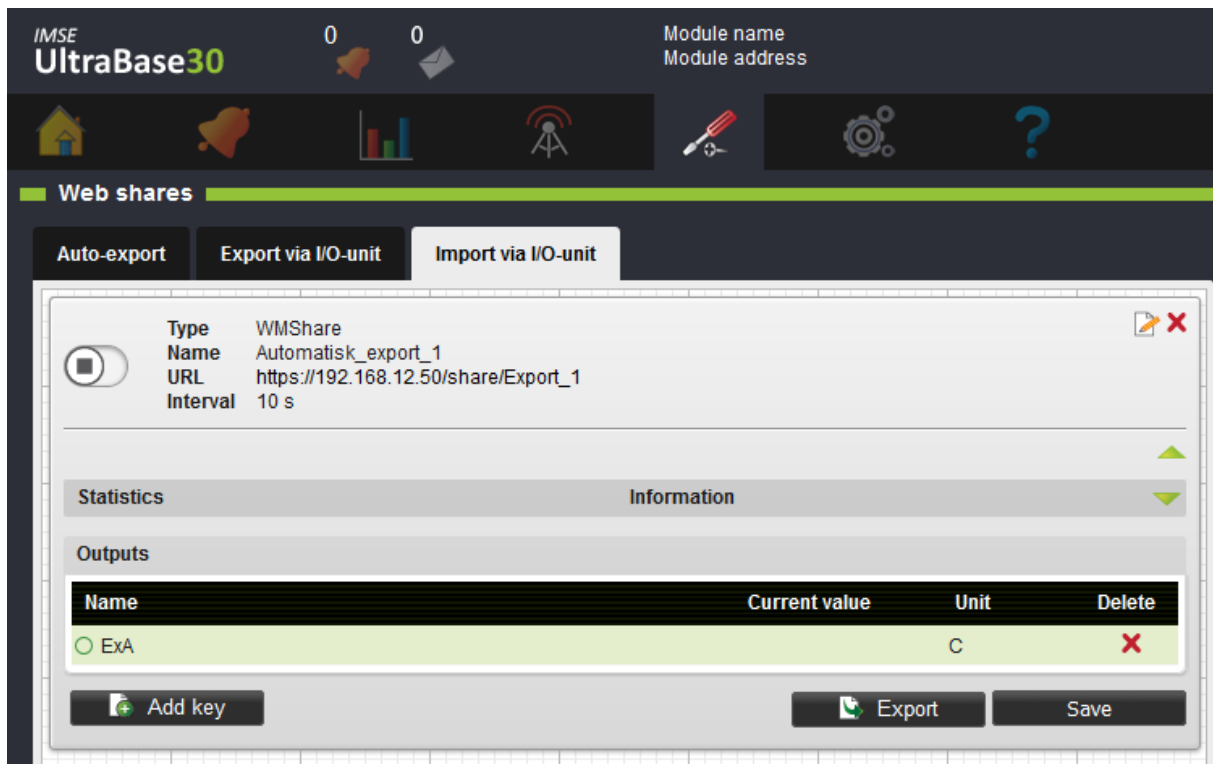 IMSE
UltraBase30
0
0
Module name
Module address
?
Web shares
Auto-export
Export via I/O-unit
Import via I/O-unit
Type WMShare
Name Automatisk_export_1
URL https://192.168.12.50/share/Export_1
Interval 10 s
Statistics
Information
Outputs
Name Current value Unit Delete
ExA C
Add key
Export
Save